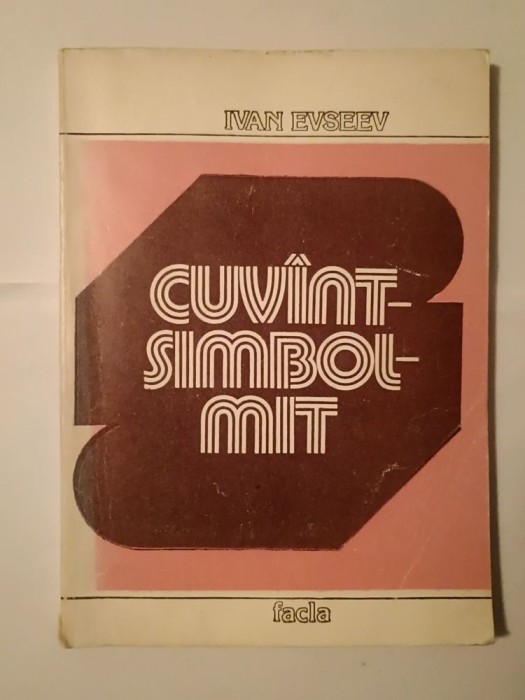 IVAN EVSEEV
CUVÎNT-
SIMBOL-
MIT
facla